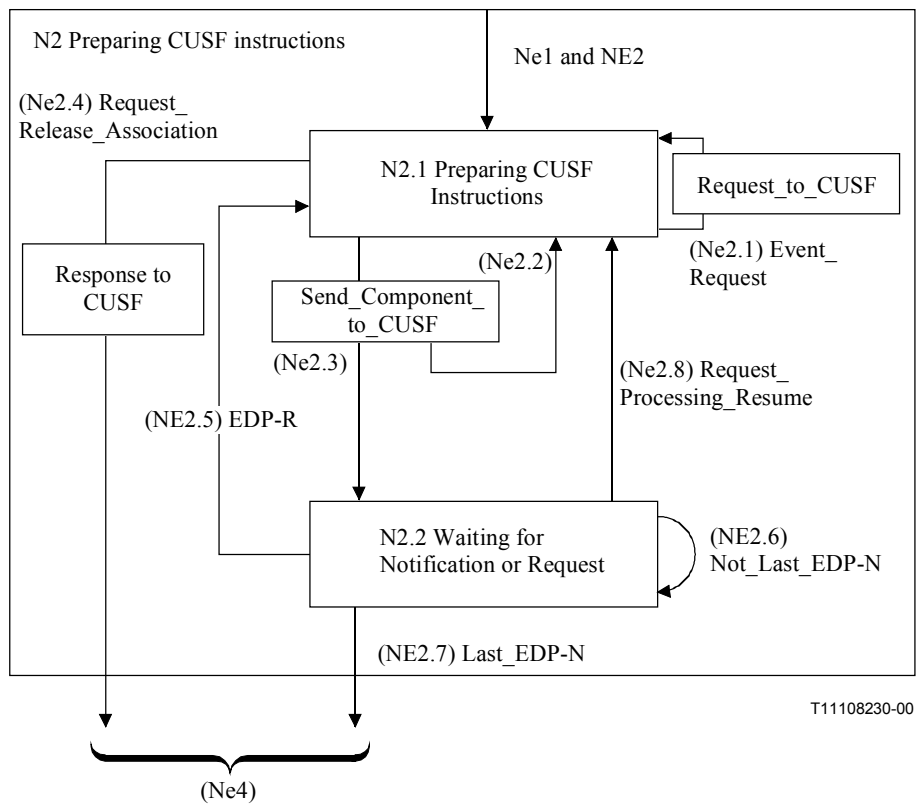 N2 Preparing CUSF instructions
Ne1 and NE2
(Ne2.4) Request_
Release_Association
N2.1 Preparing CUSF
Instructions
Request_to_CUSF
(Ne2.2)
(Ne2.1) Event_
Request
Response to
CUSF
Send_Component_
to_CUSF
(Ne2.3)
(Ne2.8) Request_
Processing_Resume
(NE2.5) EDP-R
N2.2 Waiting for
Notification or Request
(NE2.6)
Not_Last_EDP-N
(NE2.7) Last_EDP-N
T11108230-00
(Ne4)